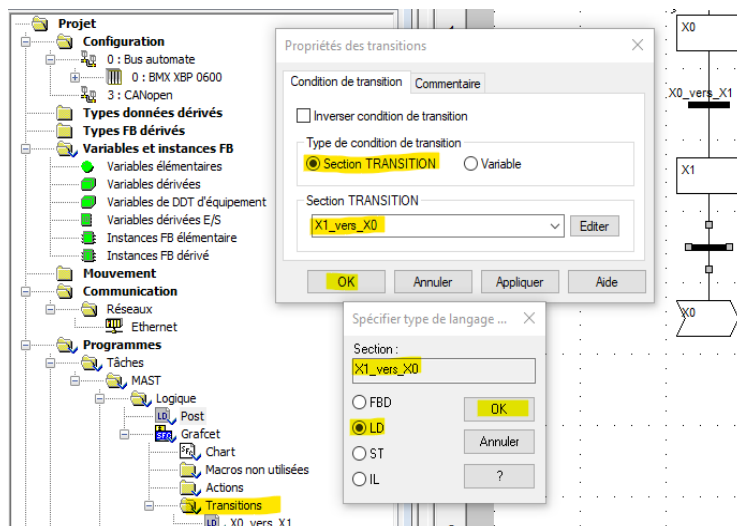 Projet
Configuration
0 : Bus automate
0 : BMX XBP 0600
3 : CANopen
Types données dérivés
Types FB dérivés
Variables et instances FB
Variables élémentaires
Variables dérivées
Variables de DDT d'équipement
Variables dérivées E/S
Instances FB élémentaire
Instances FB dérivé
Mouvement
Communication
Réseaux
Ethernet
Programmes
Tâches
MAST
Logique
LD Post
SFC Grafcet
Chart
Macros non utilisées
Actions
Transitions
LD X0_vers_X1
Propriétés des transitions
Condition de transition Commentaire
Inverser condition de transition
Type de condition de transition
Section TRANSITION Variable
Section TRANSITION
X1_vers_X0 Editer
OK Annuler Appliquer Aide
Spécifier type de langage ...
Section :
X1_vers_X0
FBD
OK
LD
Annuler
ST
?
IL
X0
X0_vers_X1
X1
X0